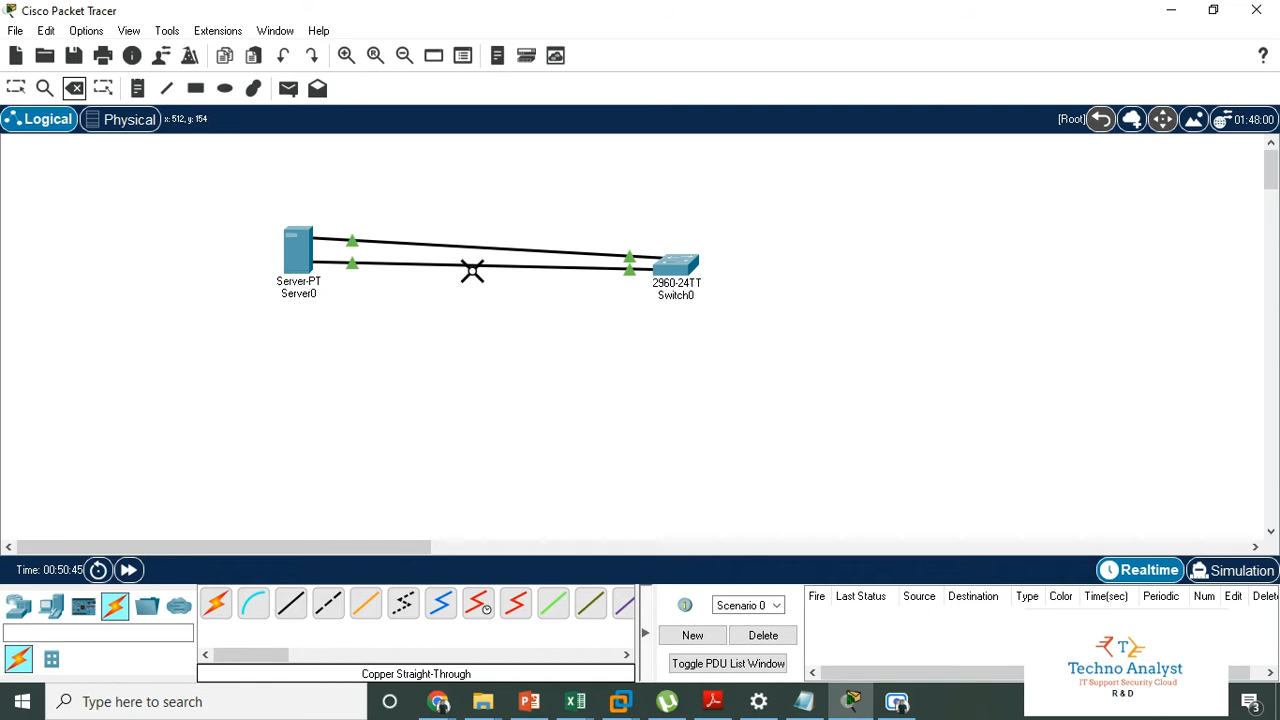 Cisco Packet Tracer
File Edit Options View Tools Extensions Window Help
?
Logical Physical x: 512, y: 154 [Root] 01:48:00
Server-PT
Server0
2960-24TT
Switch0
Time: 00:50:45 Realtime Simulation
Scenario 0
New Delete
Toggle PDU List Window
Fire Last Status Source Destination Type Color Time(sec) Periodic Num Edit Delete
Copper Straight-Through
Techno Analyst
IT Support Security Cloud
R & D
Type here to search
3